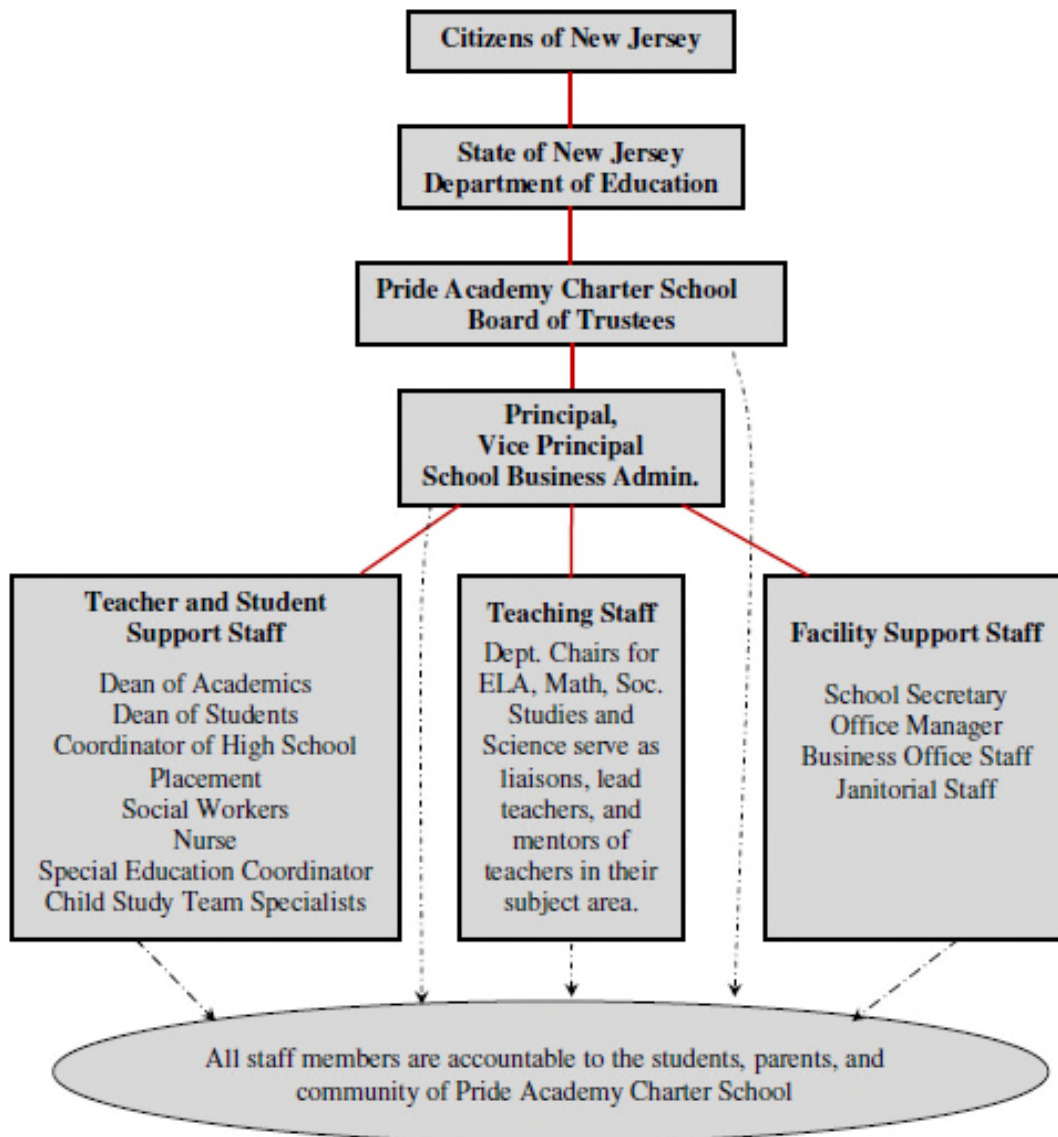 Citizens of New Jersey
State of New Jersey
Department of Education
Pride Academy Charter School
Board of Trustees
Principal,
Vice Principal
School Business Admin.
Teacher and Student
Support Staff
Dean of Academics
Dean of Students
Coordinator of High School
Placement
Social Workers
Nurse
Special Education Coordinator
Child Study Team Specialists
Teaching Staff
Dept. Chairs for
ELA, Math, Soc.
Studies and
Science serve as
liaisons, lead
teachers, and
mentors of
teachers in their
subject area.
Facility Support Staff
School Secretary
Office Manager
Business Office Staff
Janitorial Staff
All staff members are accountable to the students, parents, and
community of Pride Academy Charter School